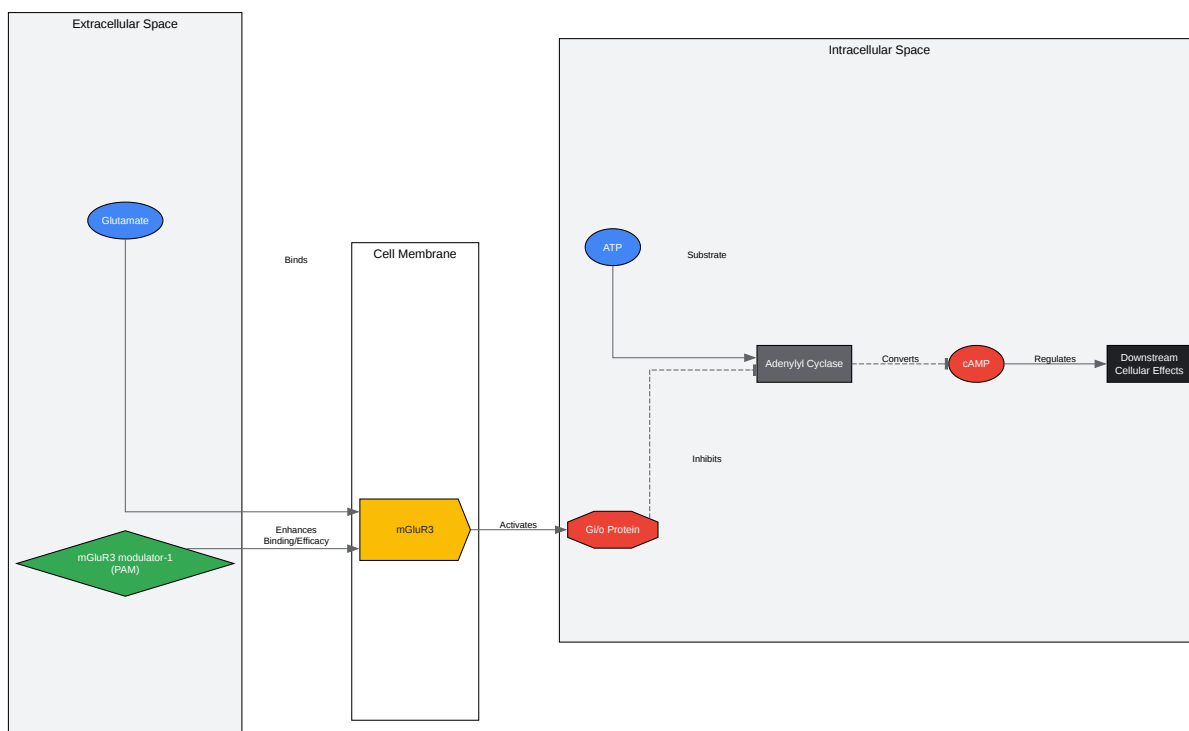 Extracellular Space
Intracellular Space
Glutamate
Binds
Cell Membrane
ATP
Substrate
Adenylyl Cyclase
Converts
cAMP
Regulates
Downstream
Cellular Effects
Inhibits
Enhances
Binding/Efficacy
mGluR3
Activates
Gi/o Protein
mGluR3 modulator-1
(PAM)